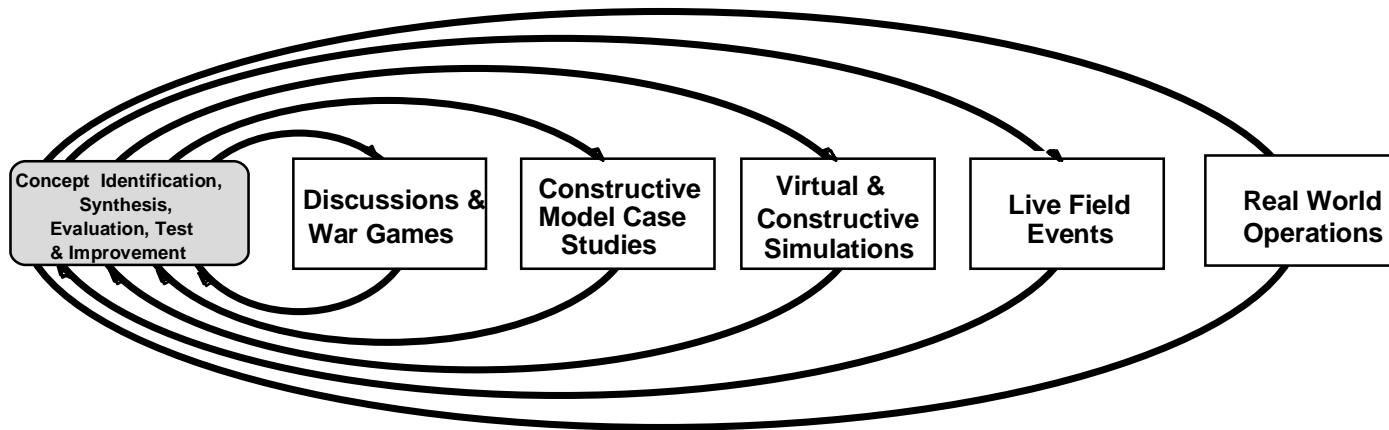 Concept Identification,
Synthesis,
Evaluation, Test
& Improvement
Discussions &
War Games
Constructive
Model Case
Studies
Virtual &
Constructive
Simulations
Live Field
Events
Real World
Operations